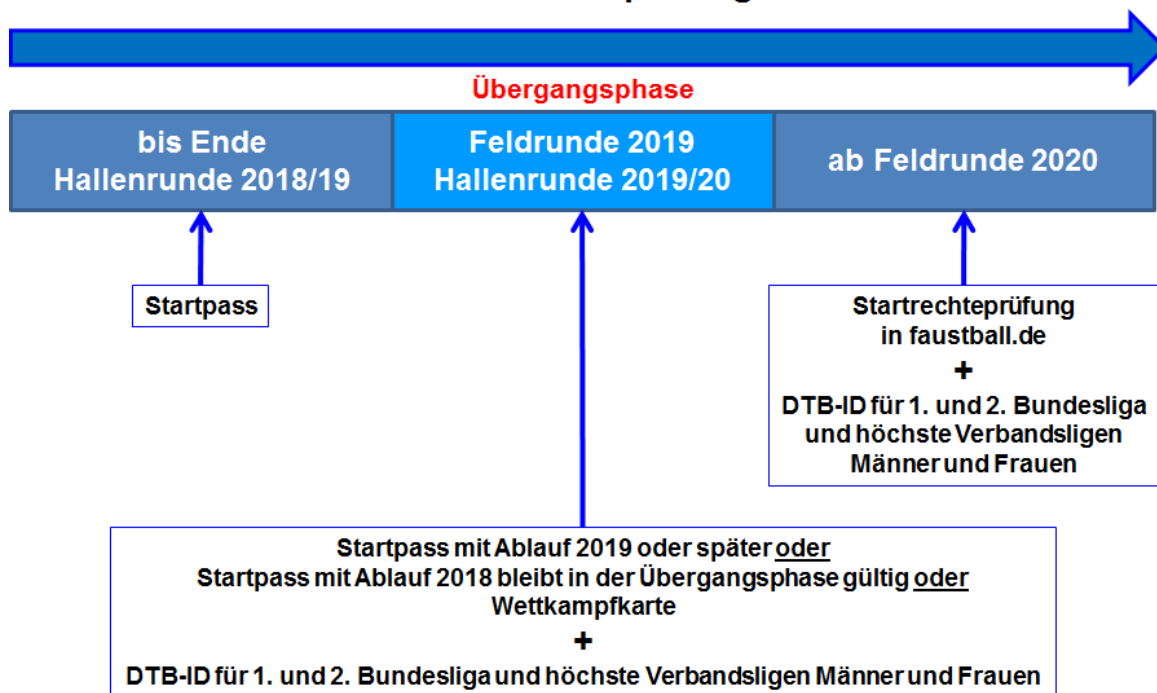 Übergangsphase
bis Ende
Hallenrunde 2018/19
Feldrunde 2019
Hallenrunde 2019/20
ab Feldrunde 2020
Startpass
Startrechteprüfung
in faustball.de
+
DTB-ID für 1. und 2. Bundesliga
und höchste Verbandsligen
Männer und Frauen
Startpass mit Ablauf 2019 oder später oder
Startpass mit Ablauf 2018 bleibt in der Übergangsphase gültig oder
Wettkampfkarte
+
DTB-ID für 1. und 2. Bundesliga und höchste Verbandsligen Männer und Frauen